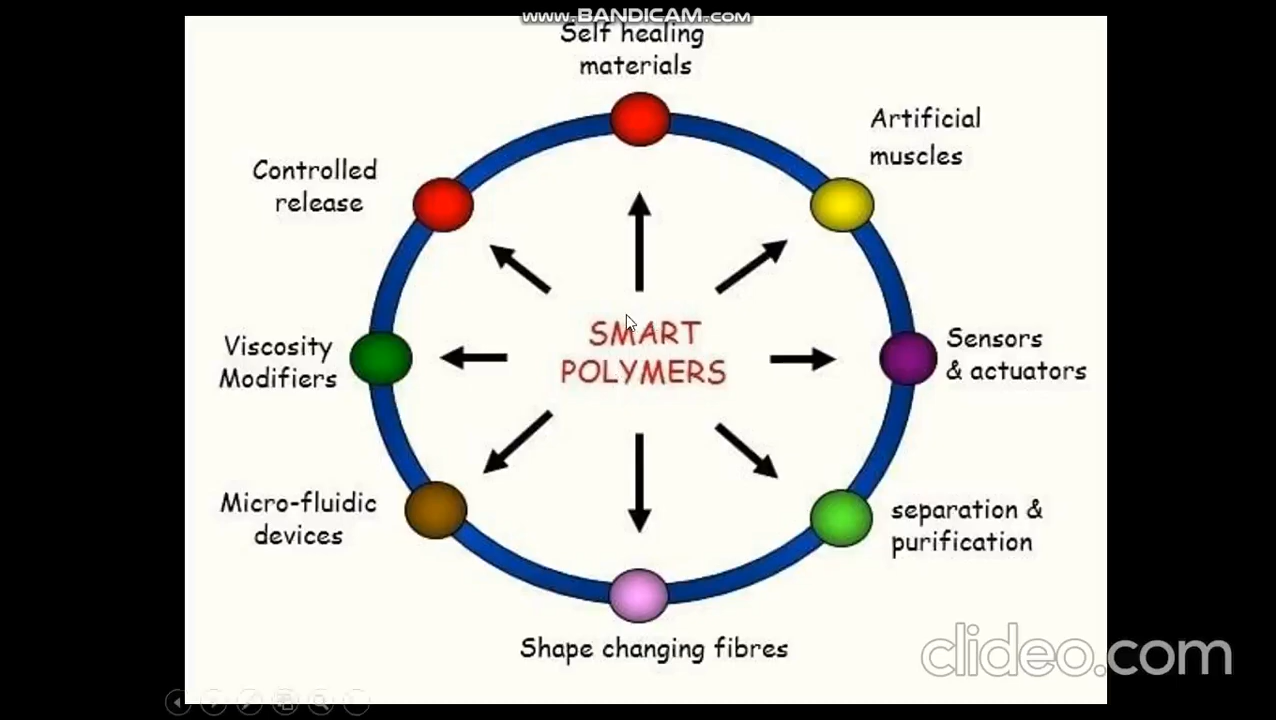 www.BANDICAM.com
Self healing
materials
Artificial
muscles
Controlled
release
SMART
POLYMERS
Sensors
& actuators
Viscosity
Modifiers
Micro-fluidic
devices
separation &
purification
Shape changing fibres
clideo.com